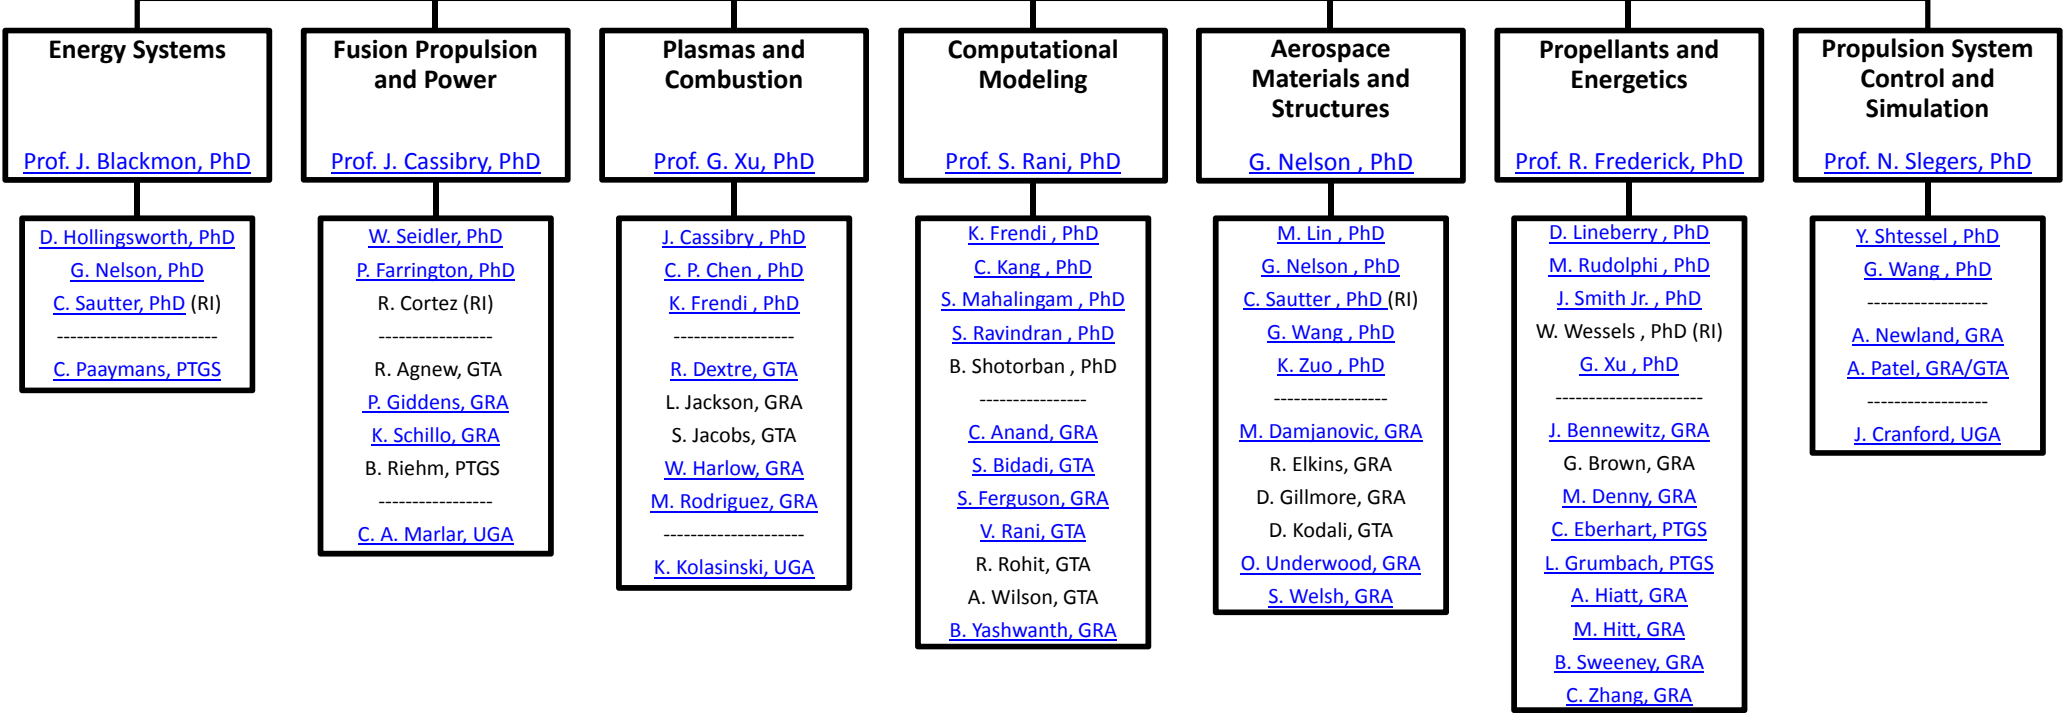 Energy Systems
Prof. J. Blackmon, PhD
D. Hollingsworth, PhD
G. Nelson, PhD
C. Sautter, PhD (RI)
------------------------
C. Paaymans, PTGS
Fusion Propulsion
and Power
Prof. J. Cassibry, PhD
W. Seidler, PhD
P. Farrington, PhD
R. Cortez (RI)
-----------------
R. Agnew, GTA
P. Giddens, GRA
K. Schillo, GRA
B. Riehm, PTGS
-----------------
C. A. Marlar, UGA
Plasmas and
Combustion
Prof. G. Xu, PhD
J. Cassibry , PhD
C. P. Chen , PhD
K. Frendi , PhD
------------------
R. Dextre, GTA
L. Jackson, GRA
S. Jacobs, GTA
W. Harlow, GRA
M. Rodriguez, GRA
---------------------
K. Kolasinski, UGA
Computational
Modeling
Prof. S. Rani, PhD
K. Frendi , PhD
C. Kang , PhD
S. Mahalingam , PhD
S. Ravindran , PhD
B. Shotorban , PhD
----------------
C. Anand, GRA
S. Bidadi, GTA
S. Ferguson, GRA
V. Rani, GTA
R. Rohit, GTA
A. Wilson, GTA
B. Yashwanth, GRA
Aerospace
Materials and
Structures
G. Nelson , PhD
M. Lin , PhD
G. Nelson , PhD
C. Sautter , PhD (RI)
G. Wang , PhD
K. Zuo , PhD
-----------------
M. Damjanovic, GRA
R. Elkins, GRA
D. Gillmore, GRA
D. Kodali, GTA
O. Underwood, GRA
S. Welsh, GRA
Propellants and
Energetics
Prof. R. Frederick, PhD
D. Lineberry , PhD
M. Rudolphi , PhD
J. Smith Jr. , PhD
W. Wessels , PhD (RI)
G. Xu , PhD
----------------------
J. Bennewitz, GRA
G. Brown, GRA
M. Denny, GRA
C. Eberhart, PTGS
L. Grumbach, PTGS
A. Hiatt, GRA
M. Hitt, GRA
B. Sweeney, GRA
C. Zhang, GRA
Propulsion System
Control and
Simulation
Prof. N. Slegers, PhD
Y. Shtessel , PhD
G. Wang , PhD
------------------
A. Newland, GRA
A. Patel, GRA/GTA
------------------
J. Cranford, UGA